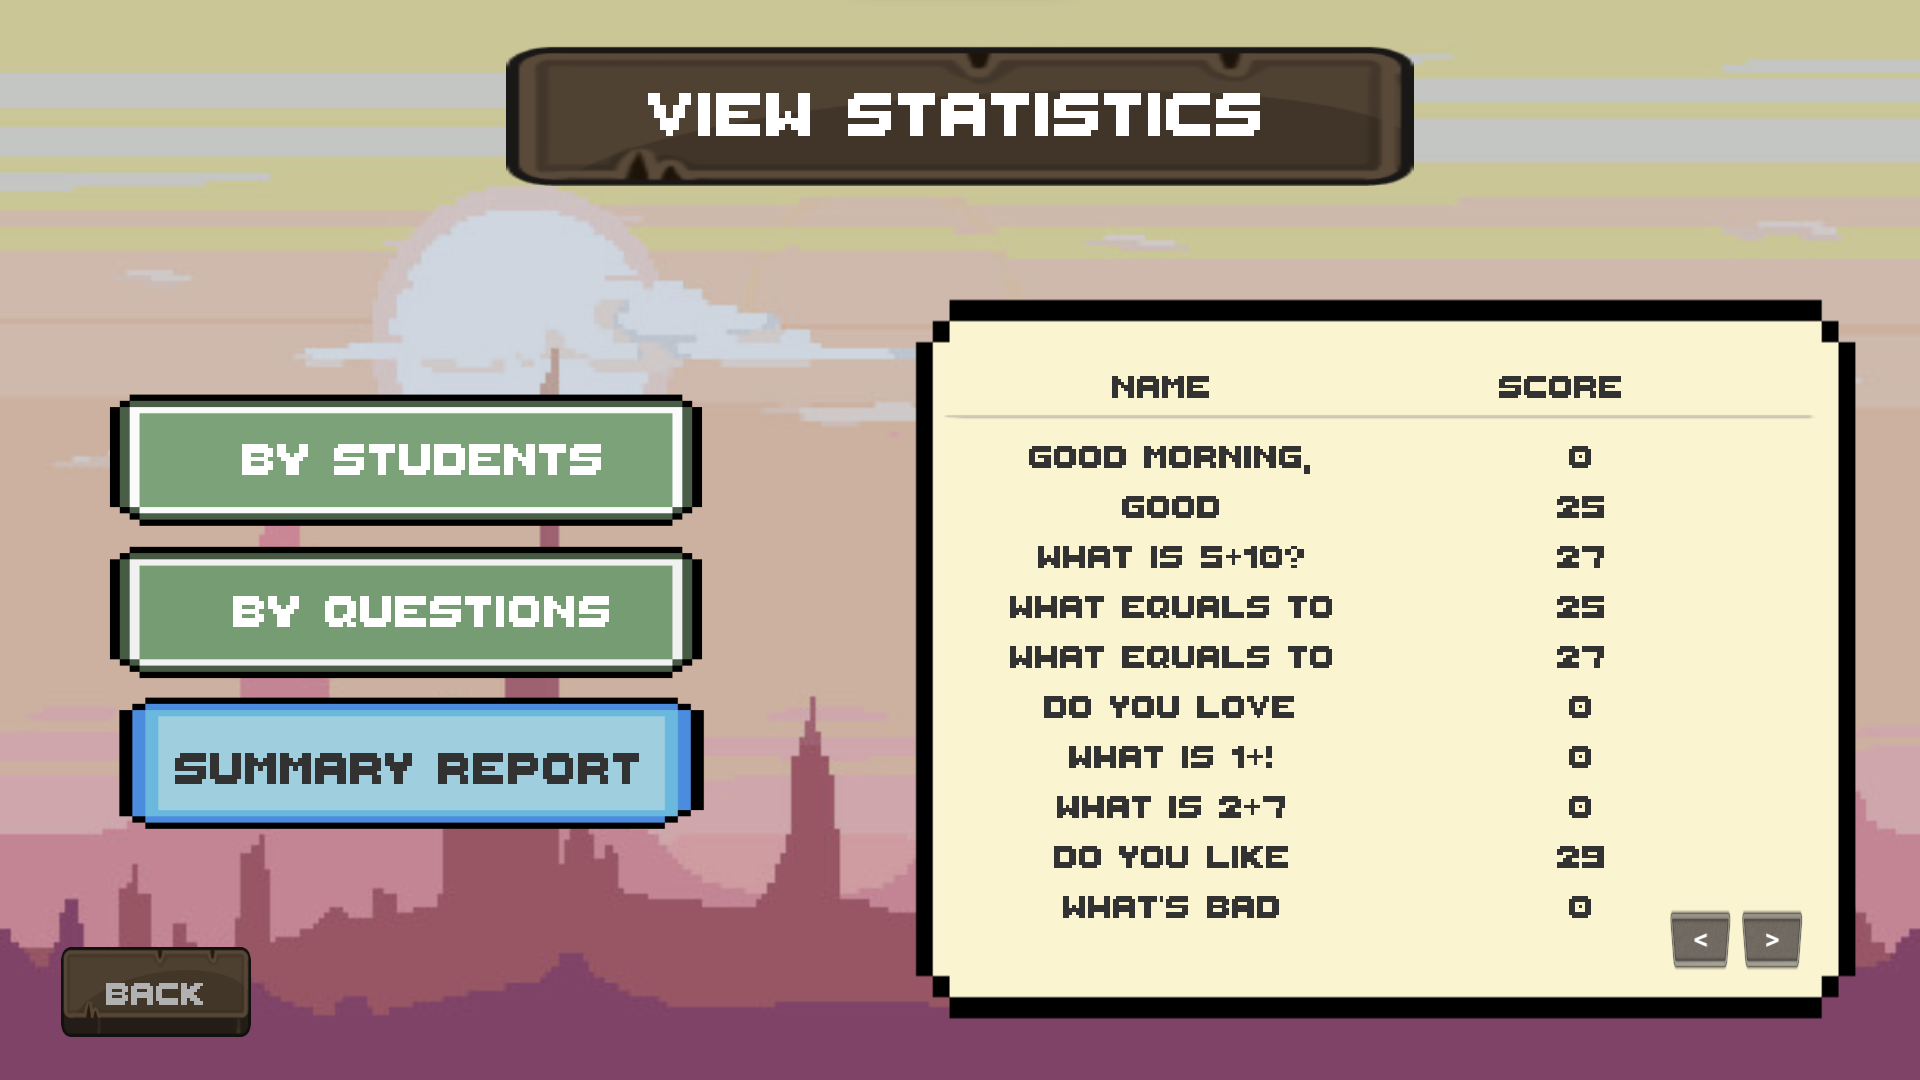 VIEW STATISTICS
BY STUDENTS
BY QUESTIONS
SUMMARY REPORT
BACK
NAME SCORE
GOOD MORNING, 0
GOOD 25
WHAT IS 5+10? 27
WHAT EQUALS TO 25
WHAT EQUALS TO 27
DO YOU LOVE 0
WHAT IS 1+! 0
WHAT IS 2+7 0
DO YOU LIKE 29
WHAT'S BAD 0
< >